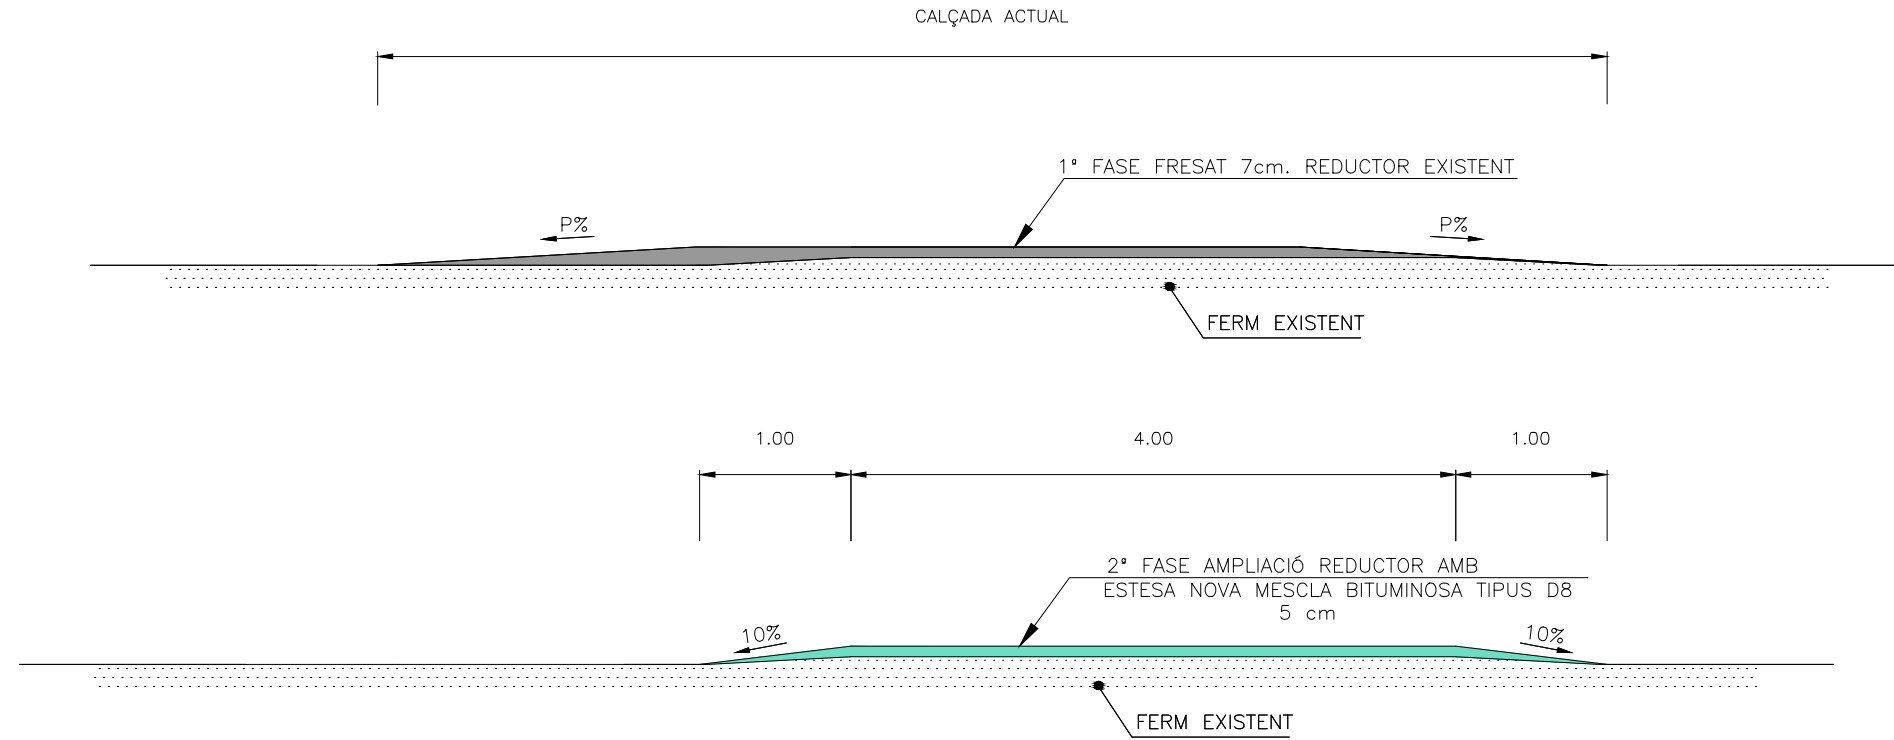 CALÇADA ACTUAL
1ª FASE FRESAT 7cm. REDUCTOR EXISTENT
P%
P%
FERM EXISTENT
1.00
4.00
1.00
2ª FASE AMPLIACIÓ REDUCTOR AMB
ESTESA NOVA MESCLA BITUMINOSA TIPUS D8
5 cm
10%
10%
FERM EXISTENT